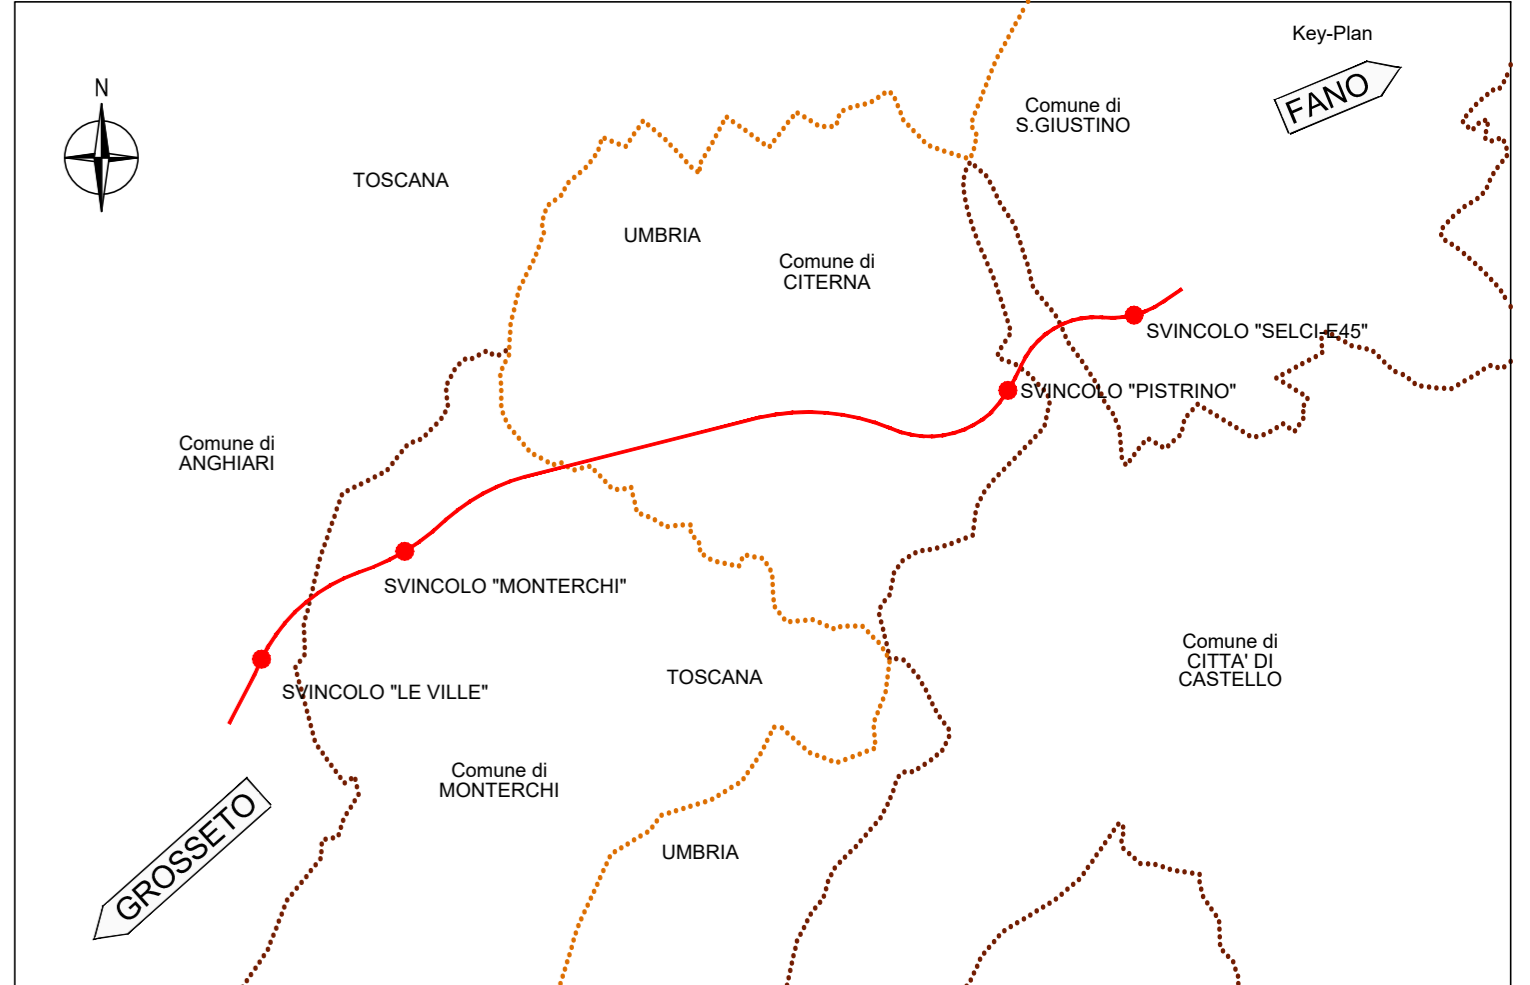 Key-Plan
N
FANO
Comune di
S.GIUSTINO
TOSCANA
UMBRIA
Comune di
CITERNA
SVINCOLO "SELCI-E45"
SVINCOLO "PISTRINO"
Comune di
ANGHIARI
SVINCOLO "MONTERCHI"
Comune di
CITTA' DI
CASTELLO
TOSCANA
SVINCOLO "LE VILLE"
Comune di
MONTERCHI
GROSSETO
UMBRIA